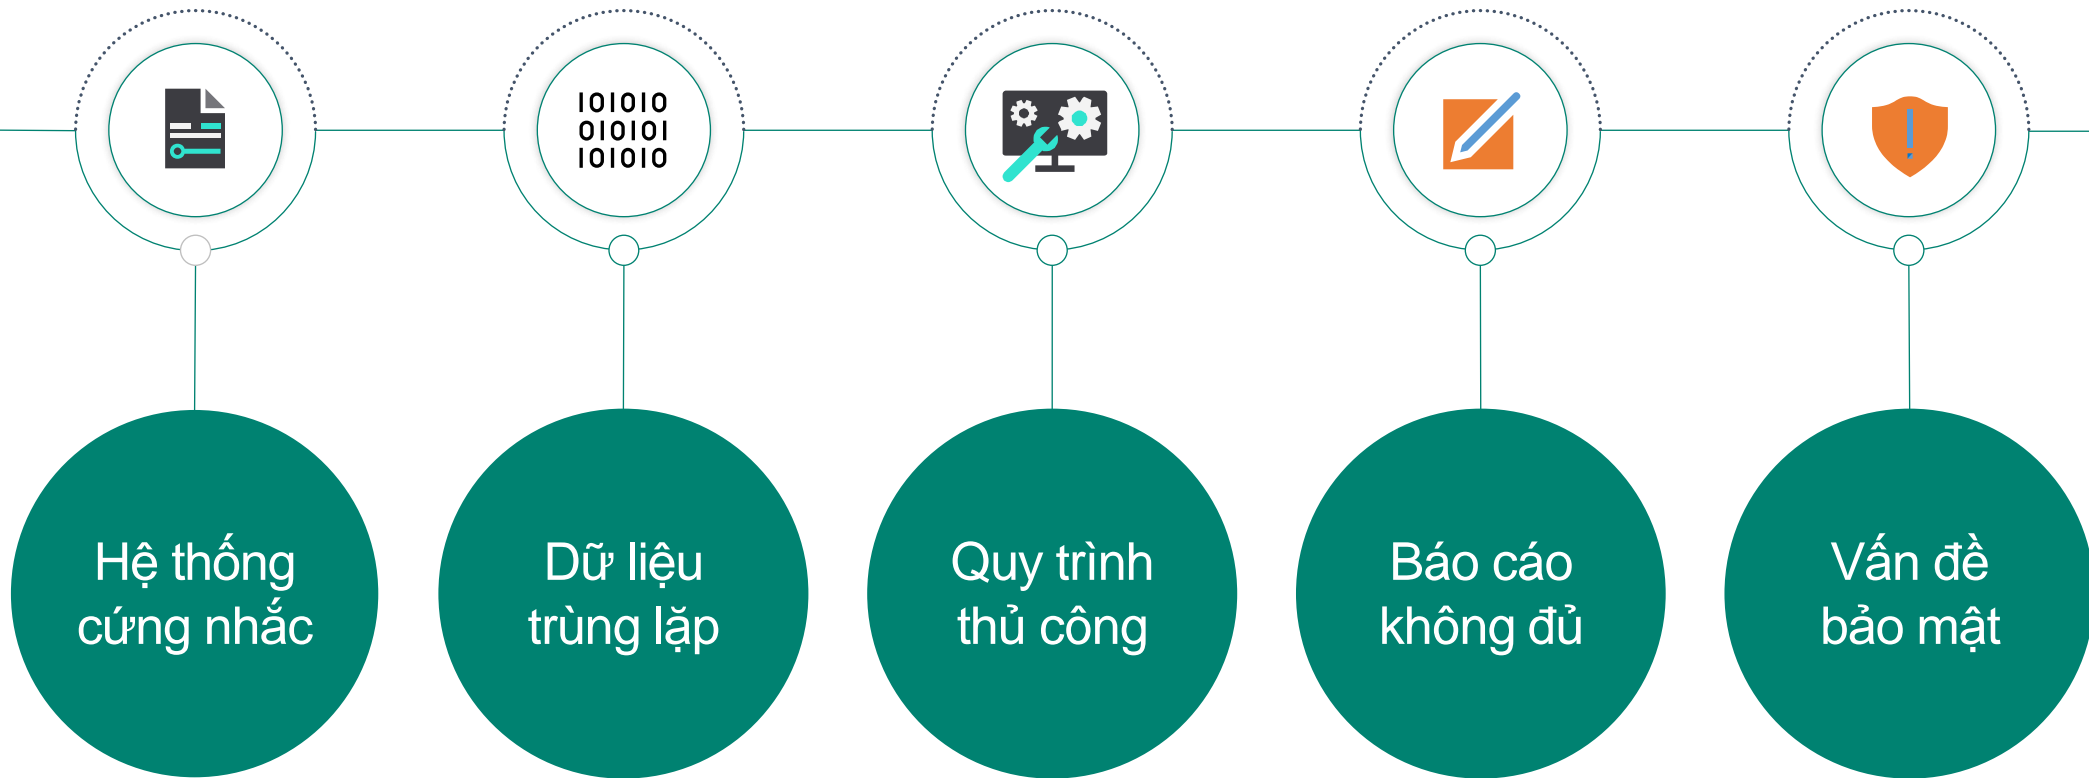 101010
010101
101010
Hệ thống
cứng nhắc
Dữ liệu
trùng lặp
Quy trình
thủ công
Báo cáo
không đủ
Vấn đề
bảo mật